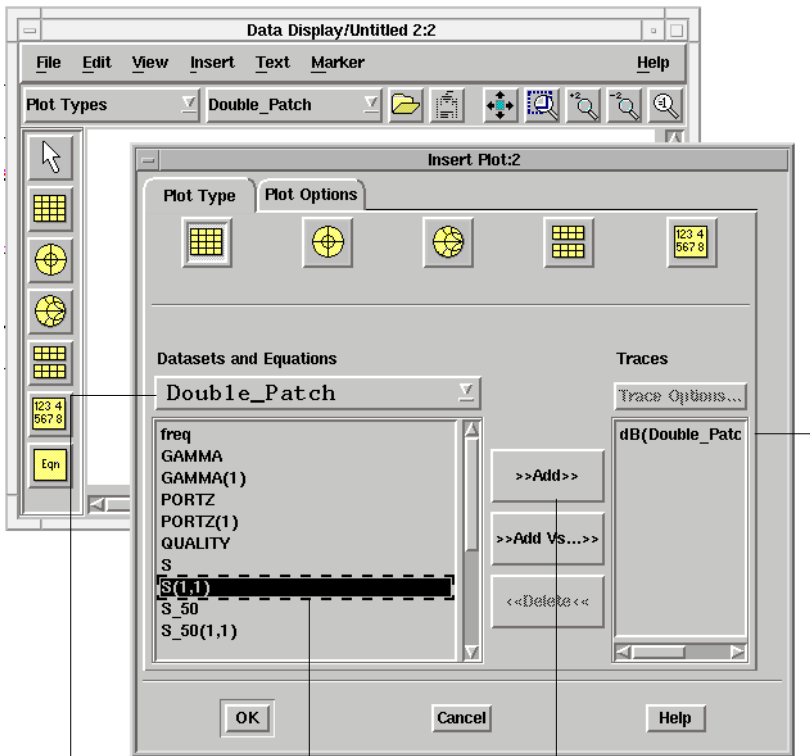 Data Display/Untitled 2:2
File Edit View Insert Text Marker Help
Plot Types Double_Patch
+2 -2 =1
Insert Plot:2
Plot Type Plot Options
123 4
567 8
Datasets and Equations Traces
Double_Patch Trace Options...
123 4
567 8
Eqn
freq
GAMMA
GAMMA(1)
PORTZ
PORTZ(1)
QUALITY
S
S(1,1)
S_50
S_50(1,1)
>>Add>>
>>Add Vs...>>
<<Delete<<
dB(Double_Patc
OK Cancel Help